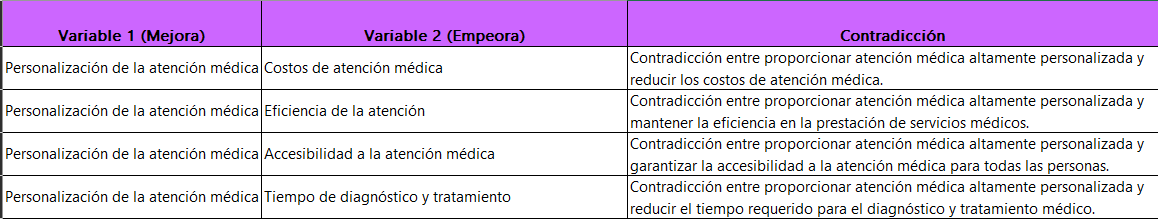 Variable 1 (Mejora) Variable 2 (Empeora) Contradicción
Personalización de la atención médica Costos de atención médica Contradicción entre proporcionar atención médica altamente personalizada y
reducir los costos de atención médica.
Personalización de la atención médica Eficiencia de la atención Contradicción entre proporcionar atención médica altamente personalizada y
mantener la eficiencia en la prestación de servicios médicos.
Personalización de la atención médica Accesibilidad a la atención médica Contradicción entre proporcionar atención médica altamente personalizada y
garantizar la accesibilidad a la atención médica para todas las personas.
Personalización de la atención médica Tiempo de diagnóstico y tratamiento Contradicción entre proporcionar atención médica altamente personalizada y
reducir el tiempo requerido para el diagnóstico y tratamiento médico.